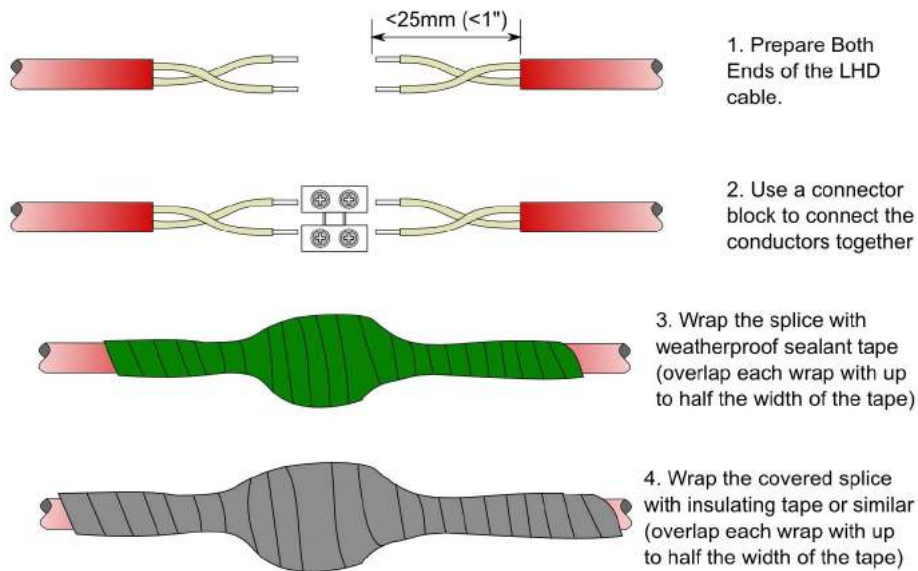 <25mm (<1")
1. Prepare Both
Ends of the LHD
cable.
2. Use a connector
block to connect the
conductors together
3. Wrap the splice with
weatherproof sealant tape
(overlap each wrap with up
to half the width of the tape)
4. Wrap the covered splice
with insulating tape or similar
(overlap each wrap with up
to half the width of the tape)